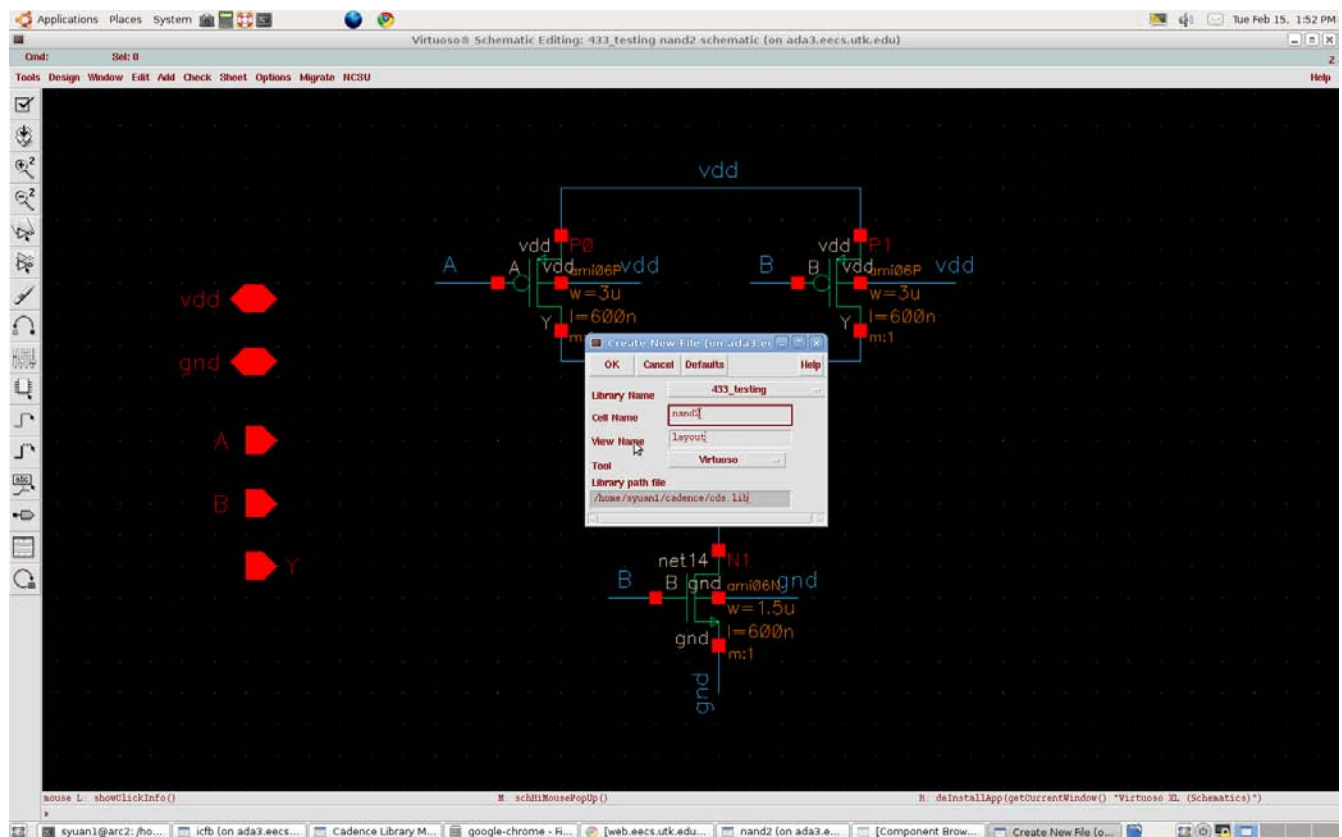 Applications Places System
Tue Feb 15, 1:52 PM
Virtuoso® Schematic Editing: 433_testing nand2 schematic (on ada3.eecs.utk.edu)
Cmd: Sel: 0
2
Tools Design Window Edit Add Check Sheet Options Migrate NCSU
Help
vdd
vdd P0
vdd P1
A
A vdd ami06P vdd
B
B vdd ami06P vdd
w=3u
w=3u
vdd
l=600n
l=600n
Y
Y
m:1
gnd
Create New File (on ada3.ee
OK Cancel Defaults Help
Library Name 433_testing
Cell Name nand2
View Name layout
Tool Virtuoso
Library path file
/home/syuan1/cadence/cds.lib
A
B
Y
net14 N1
B
B gnd ami06N gnd
w=1.5u
l=600n
gnd
m:1
gnd
mouse L: showClickInfo()
M: schHiMousePopUp()
R: deInstallApp(getCurrentWindow() "Virtuoso XL (Schematics)")
>
syuan1@arc2: /ho...
icfb (on ada3.eecs...
Cadence Library M...
google-chrome - Fi...
[web.eecs.utk.edu...
nand2 (on ada3.e...
[Component Brow...
Create New File (o...